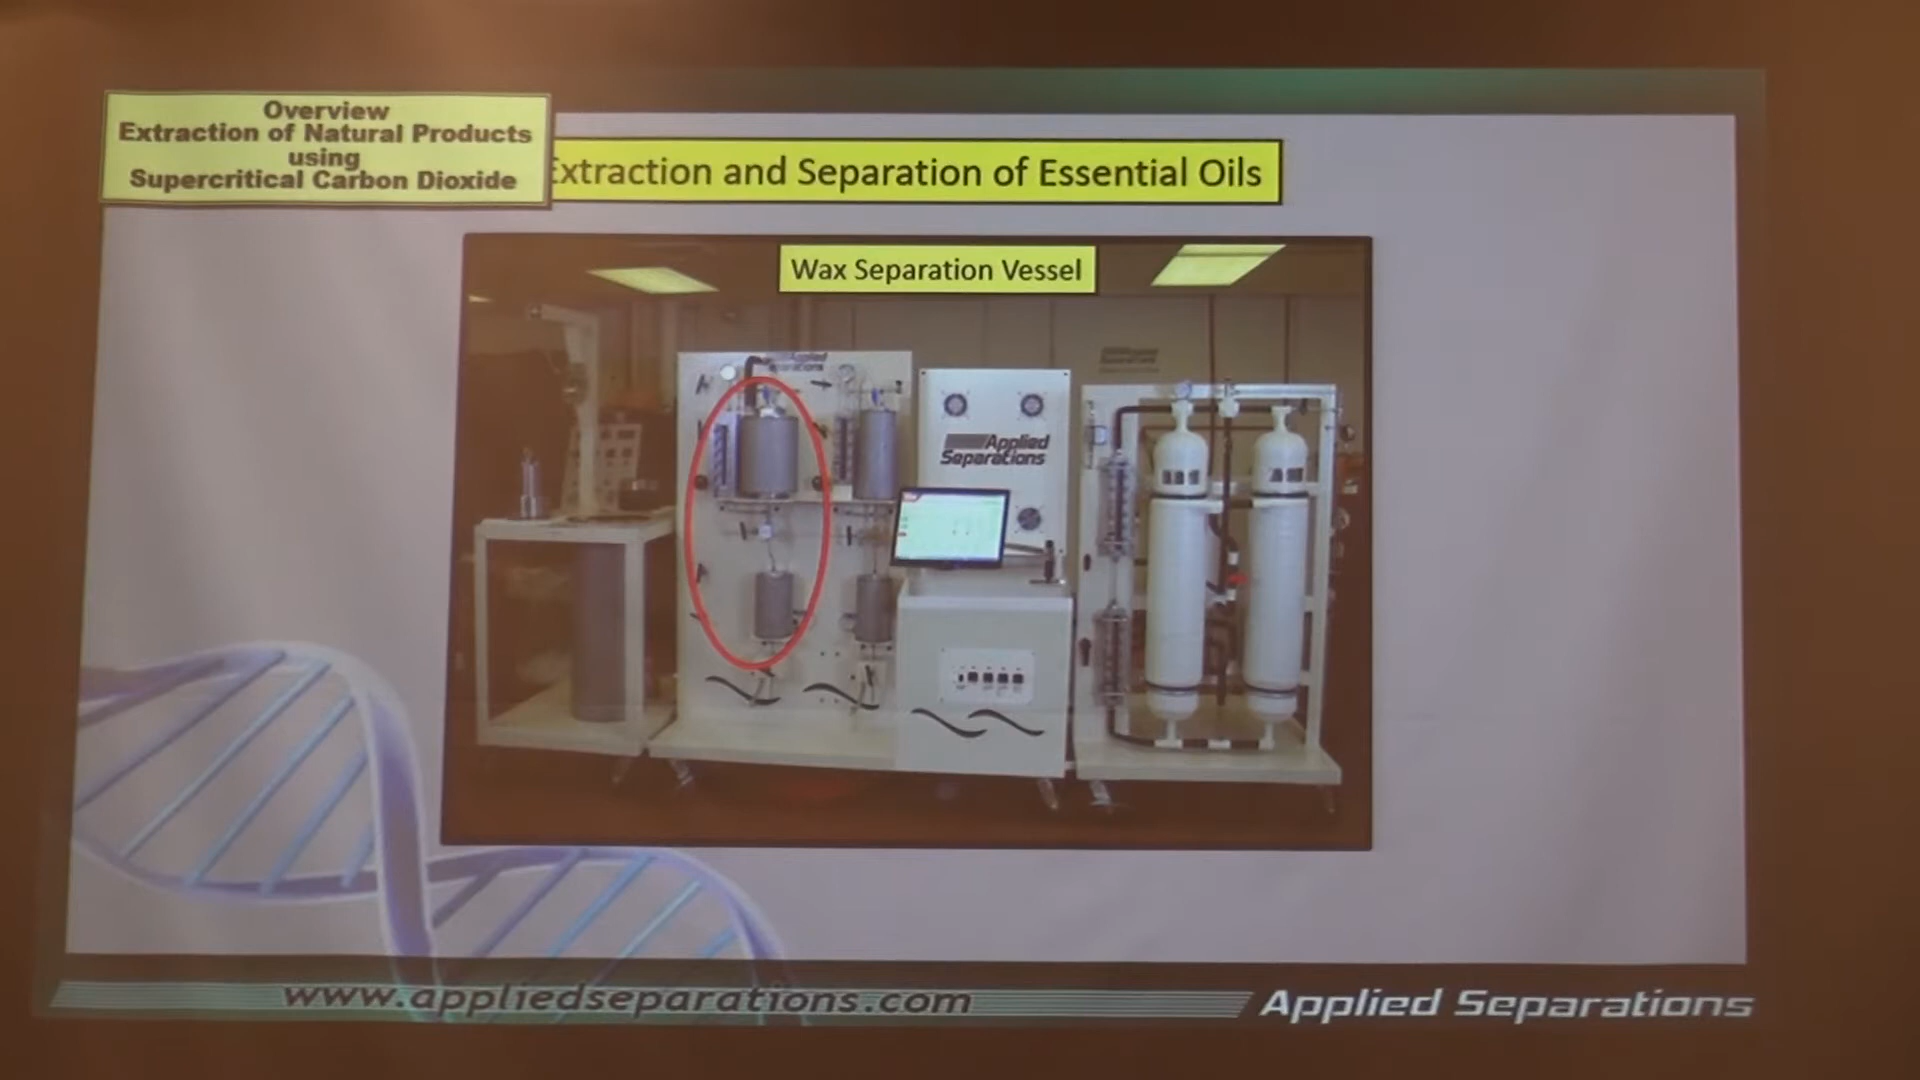 Overview
Extraction of Natural Products
using
Supercritical Carbon Dioxide
Extraction and Separation of Essential Oils
Wax Separation Vessel
Applied
Separations
Applied
Separations
www.appliedseparations.com
Applied Separations